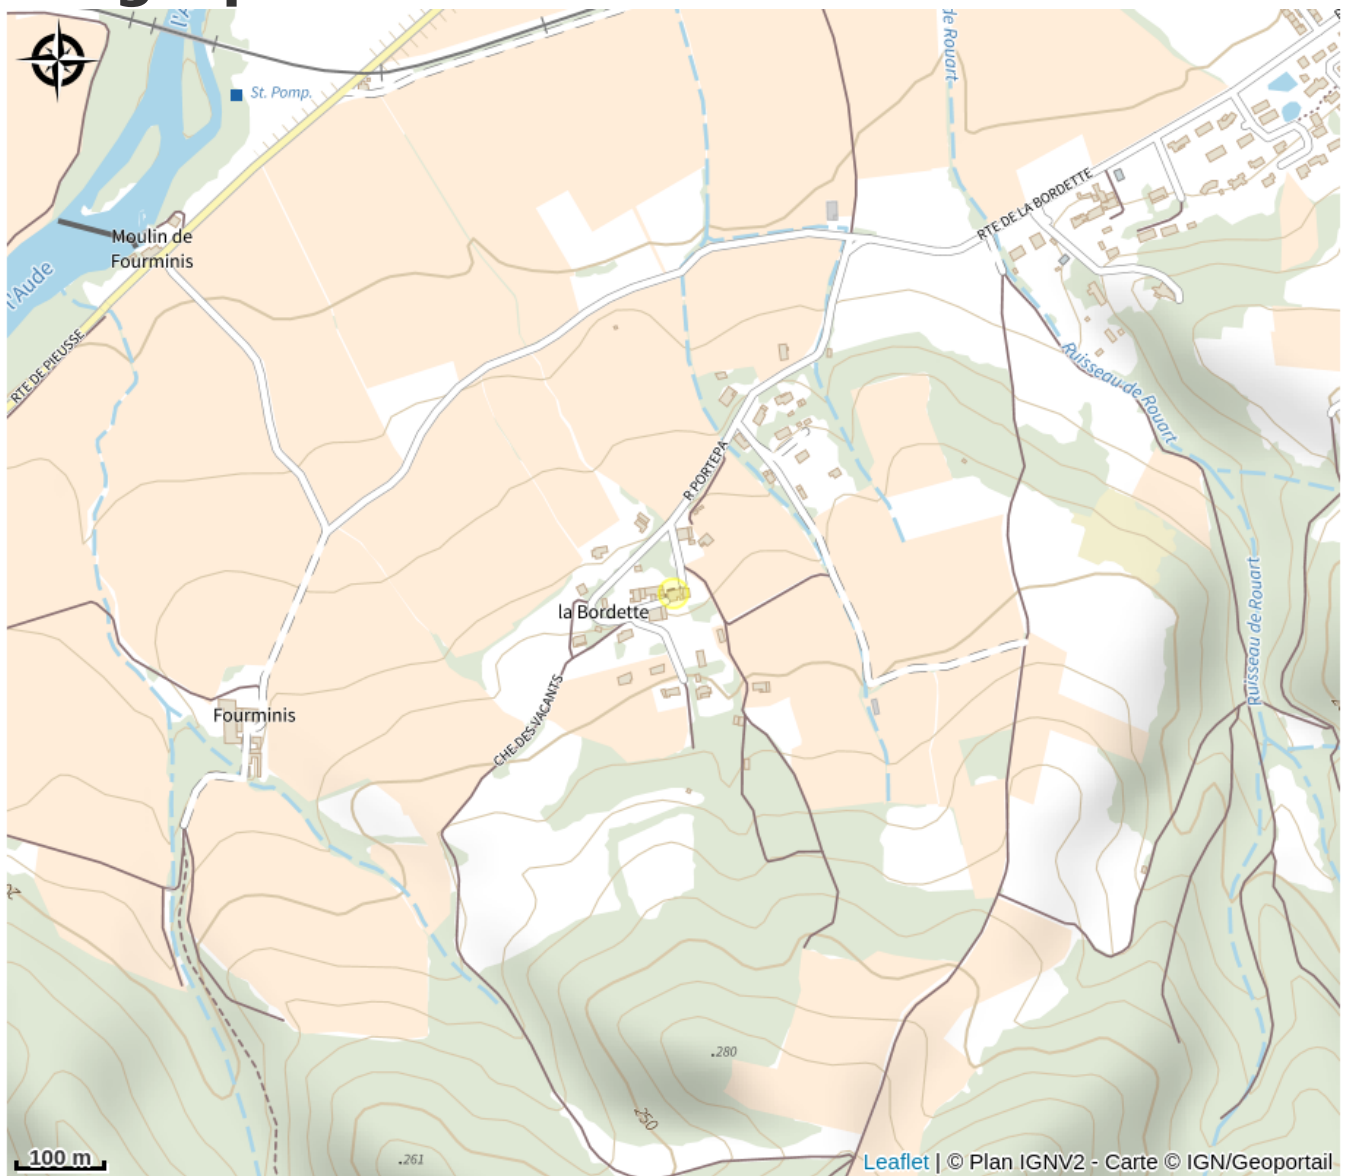 l'A
St. Pomp.
de Rouart
RTE DE LA BORDETTE
Moulin de
Fourminis
l'Aude
RTE DE PIEUSSE
Ruisseau de Rouart
R PORTEPA
Ruisseau de Rouart
la Bordette
CHE DES VACANTS
Fourminis
.280
250
.261
100 m
Leaflet | © Plan IGNV2 - Carte © IGN/Geoportail